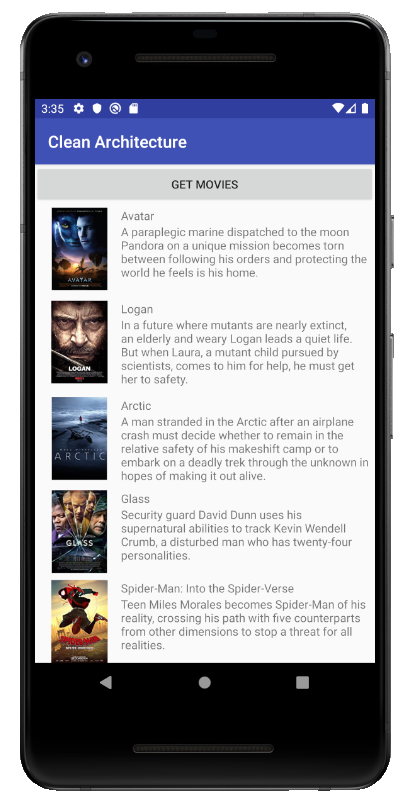 3:35
Clean Architecture
GET MOVIES
AVATAR
Avatar
A paraplegic marine dispatched to the moon
Pandora on a unique mission becomes torn
between following his orders and protecting the
world he feels is his home.
LOGAN
Logan
In a future where mutants are nearly extinct,
an elderly and weary Logan leads a quiet life.
But when Laura, a mutant child pursued by
scientists, comes to him for help, he must get
her to safety.
ARCTIC
Arctic
A man stranded in the Arctic after an airplane
crash must decide whether to remain in the
relative safety of his makeshift camp or to
embark on a deadly trek through the unknown in
hopes of making it out alive.
GLASS
Glass
Security guard David Dunn uses his
supernatural abilities to track Kevin Wendell
Crumb, a disturbed man who has twenty-four
personalities.
Spider-Man: Into the Spider-Verse
Teen Miles Morales becomes Spider-Man of his
reality, crossing his path with five counterparts
from other dimensions to stop a threat for all
realities.